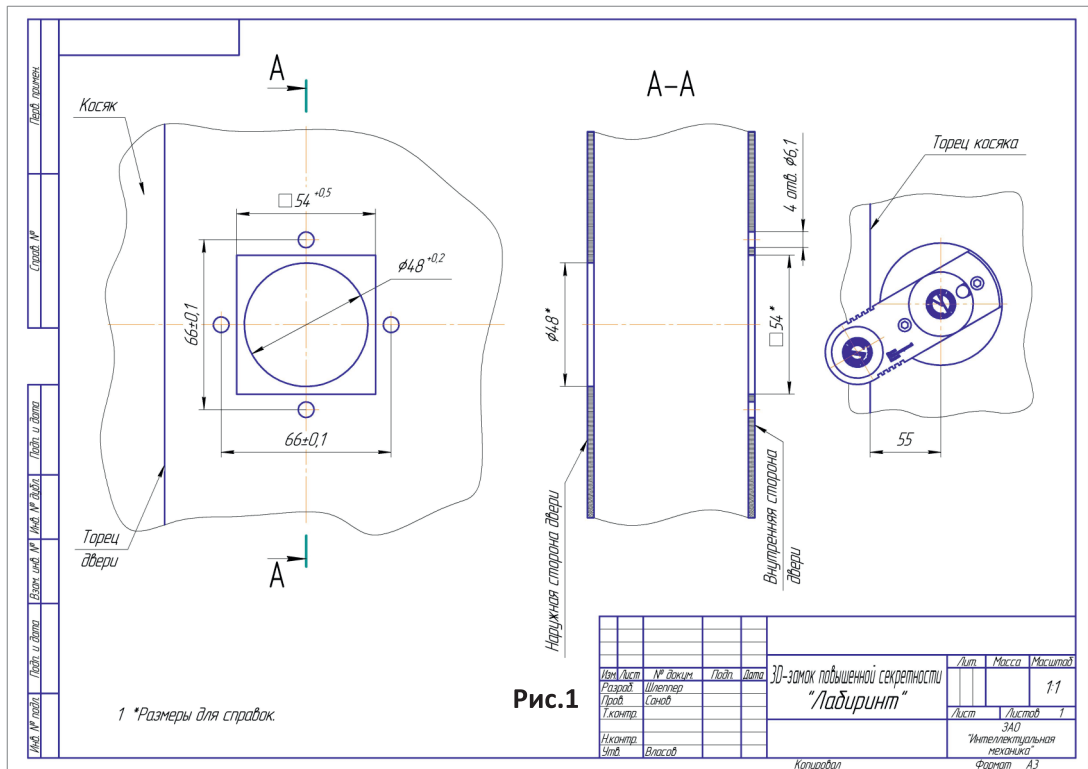 Перв. примен.
Справ. №
Подп. и дата
Инв. № дубл.
Взам. инв. №
Подп. и дата
Инв. № подл.
Косяк
А
□ 54 +0,5
ϕ48 +0,2
66±0,1
66±0,1
Торец
двери
А
А-А
4 отв. ϕ6,1
ϕ48*
□54*
Наружная сторона двери
Внутренняя сторона
двери
Торец косяка
55
1 *Размеры для справок.
Рис.1
Изм. Лист № докум. Подп. Дата
Разраб. Шлеппер
Пров. Санов
Т.контр.
Н.контр.
Утв. Власов
3D-замок повышенной секретности
"Лабиринт"
Лит. Масса Масштаб
1:1
Лист Листов 1
ЗАО
"Интеллектуальная
механика"
Копировал Формат А3